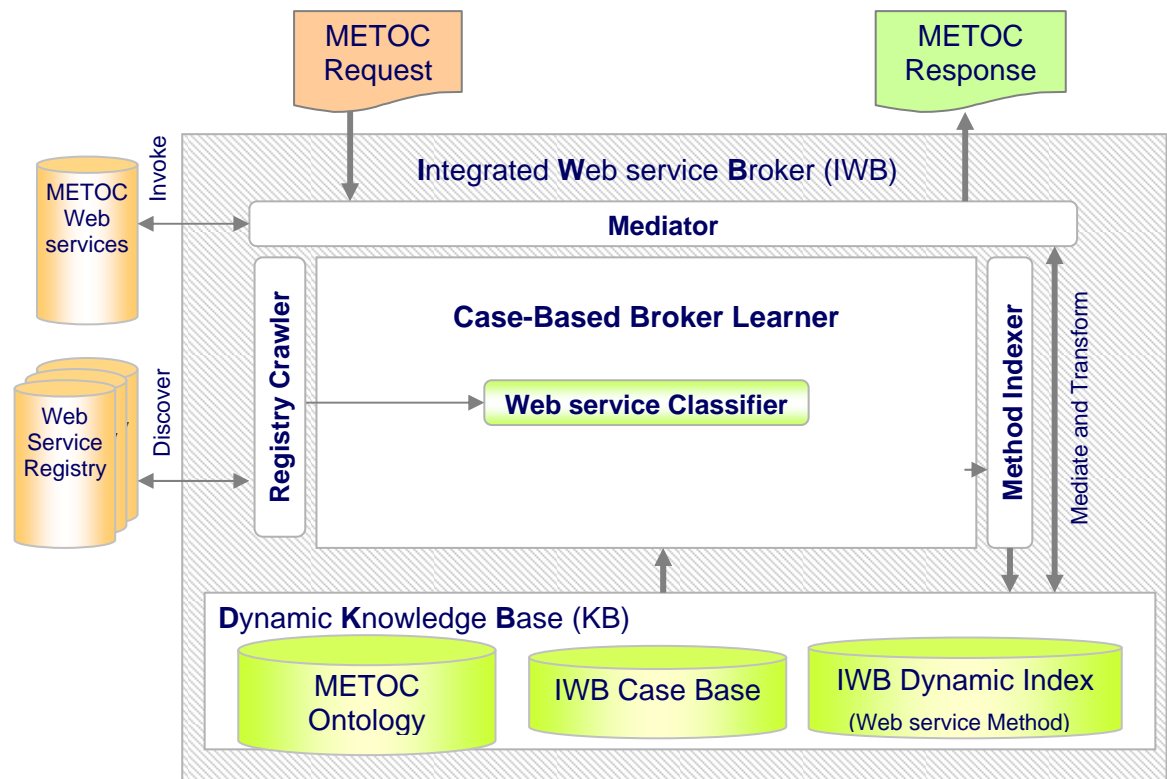 METOC
Request
METOC
Response
Integrated Web service Broker (IWB)
Invoke
METOC
Web
services
Mediator
Registry Crawler
Case-Based Broker Learner
Web service Classifier
Method Indexer
Mediate and Transform
Discover
Web
Service
Registry
Dynamic Knowledge Base (KB)
METOC
Ontology
IWB Case Base
IWB Dynamic Index
(Web service Method)